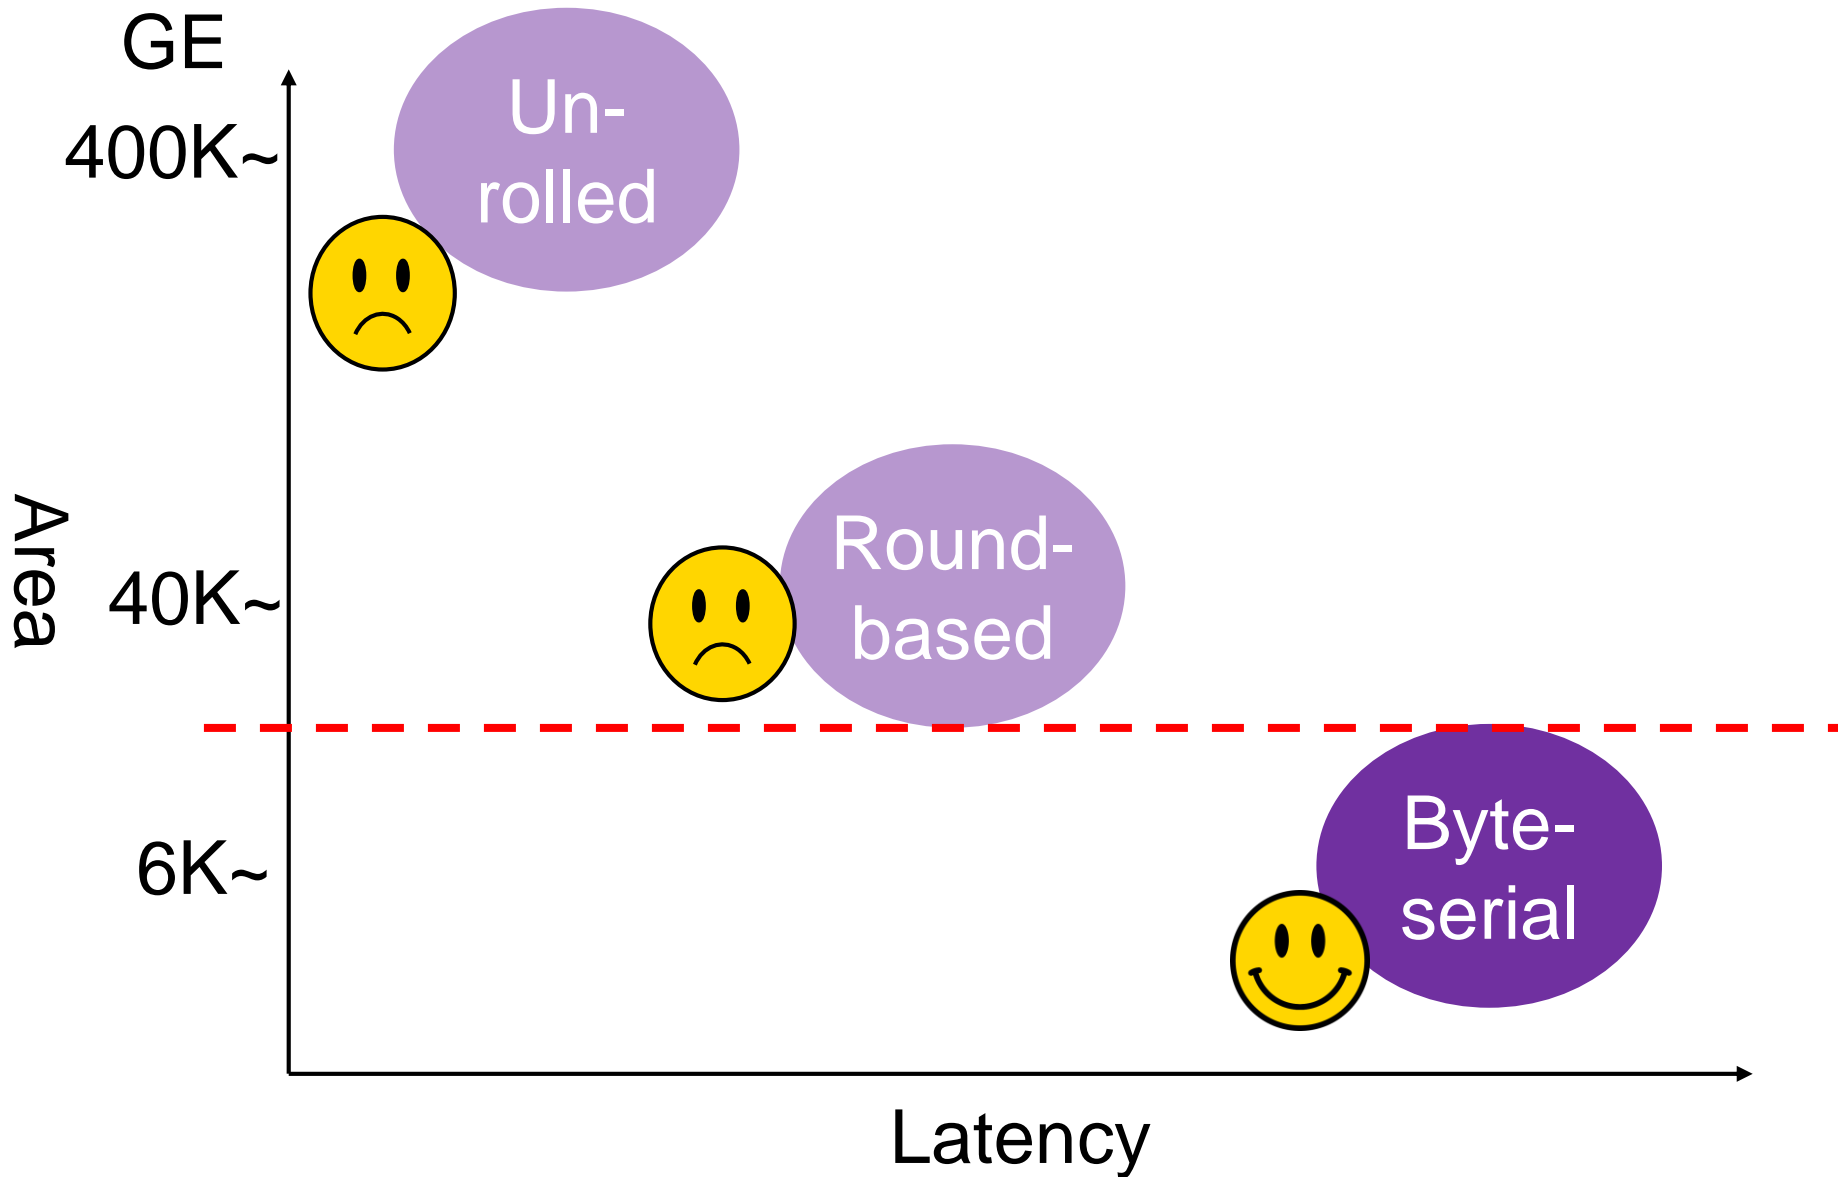 GE
400K~
Un-
rolled
Area
40K~
Round-
based
6K~
Byte-
serial
Latency